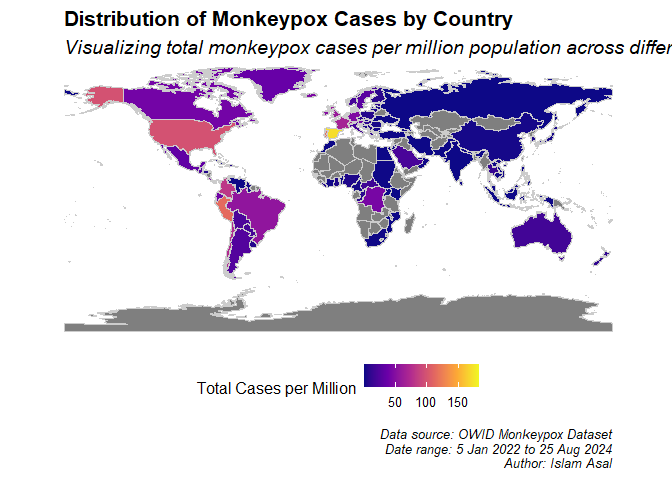 Distribution of Monkeypox Cases by Country
Visualizing total monkeypox cases per million population across
Total Cases per Million
50 100 150
Data source: OWID Monkeypox Dataset
Date range: 5 Jan 2022 to 25 Aug 2024
Author: Islam Asal